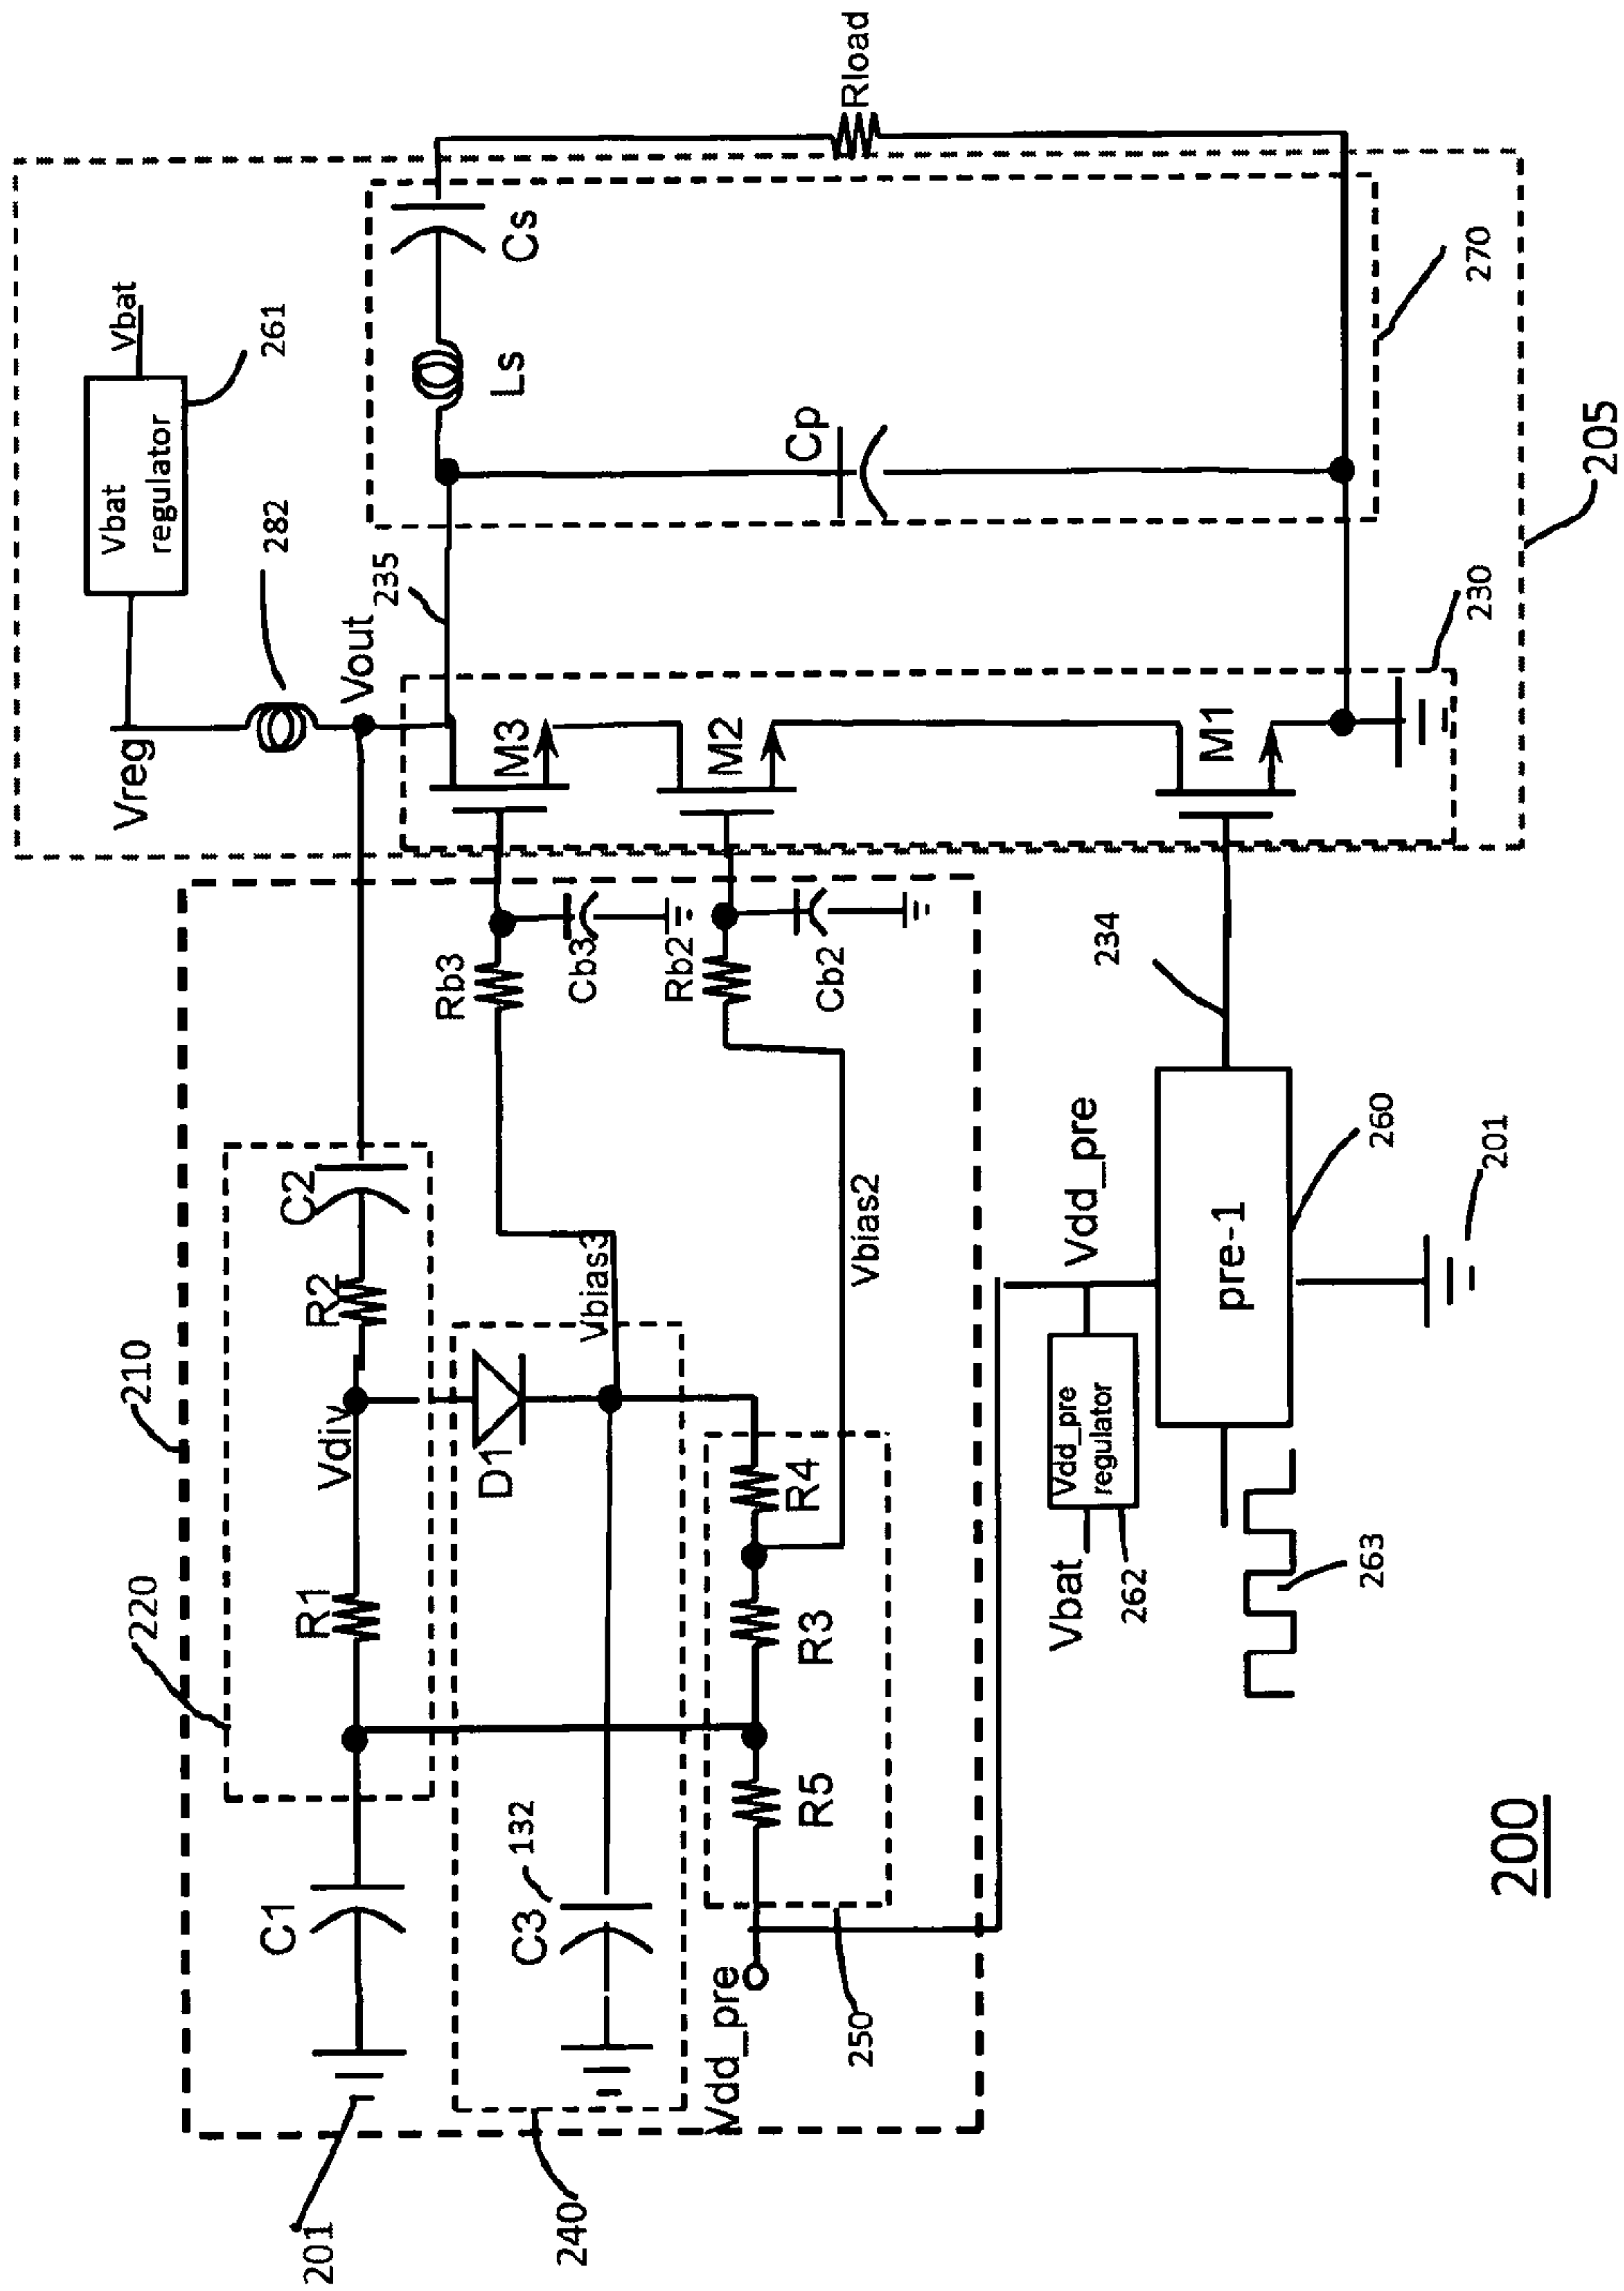 Vbat
Vbat regulator
261
Vreg
282
Vout
235
Cs
Ls
Cp
Rload
270
205
230
M3
M2
M1
210
220
C2
R2
Vdiv
R1
C1
201
Rb3
Cb3
Rb2
Cb2
D1
Vbias3
Vbias2
C3
132
240
R4
R3
R5
Vdd_pre
250
234
Vdd_pre
Vdd_pre regulator
Vbat
262
pre-1
260
201
263
200